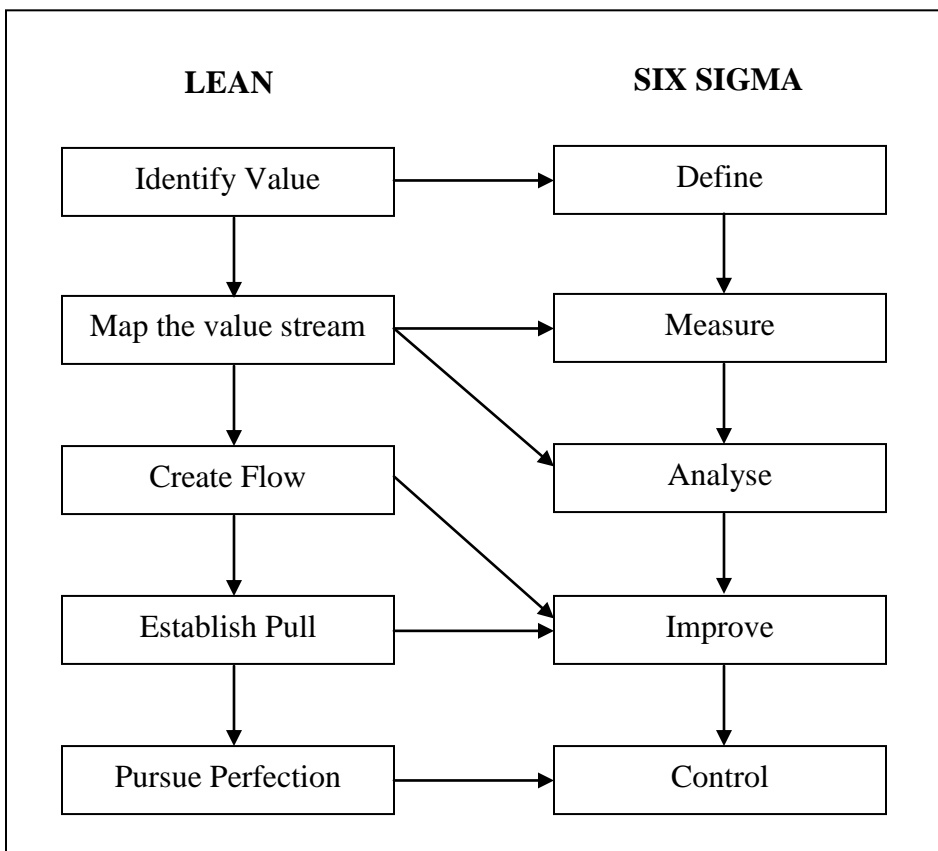 LEAN
SIX SIGMA
Identify Value
Define
Map the value stream
Measure
Create Flow
Analyse
Establish Pull
Improve
Pursue Perfection
Control